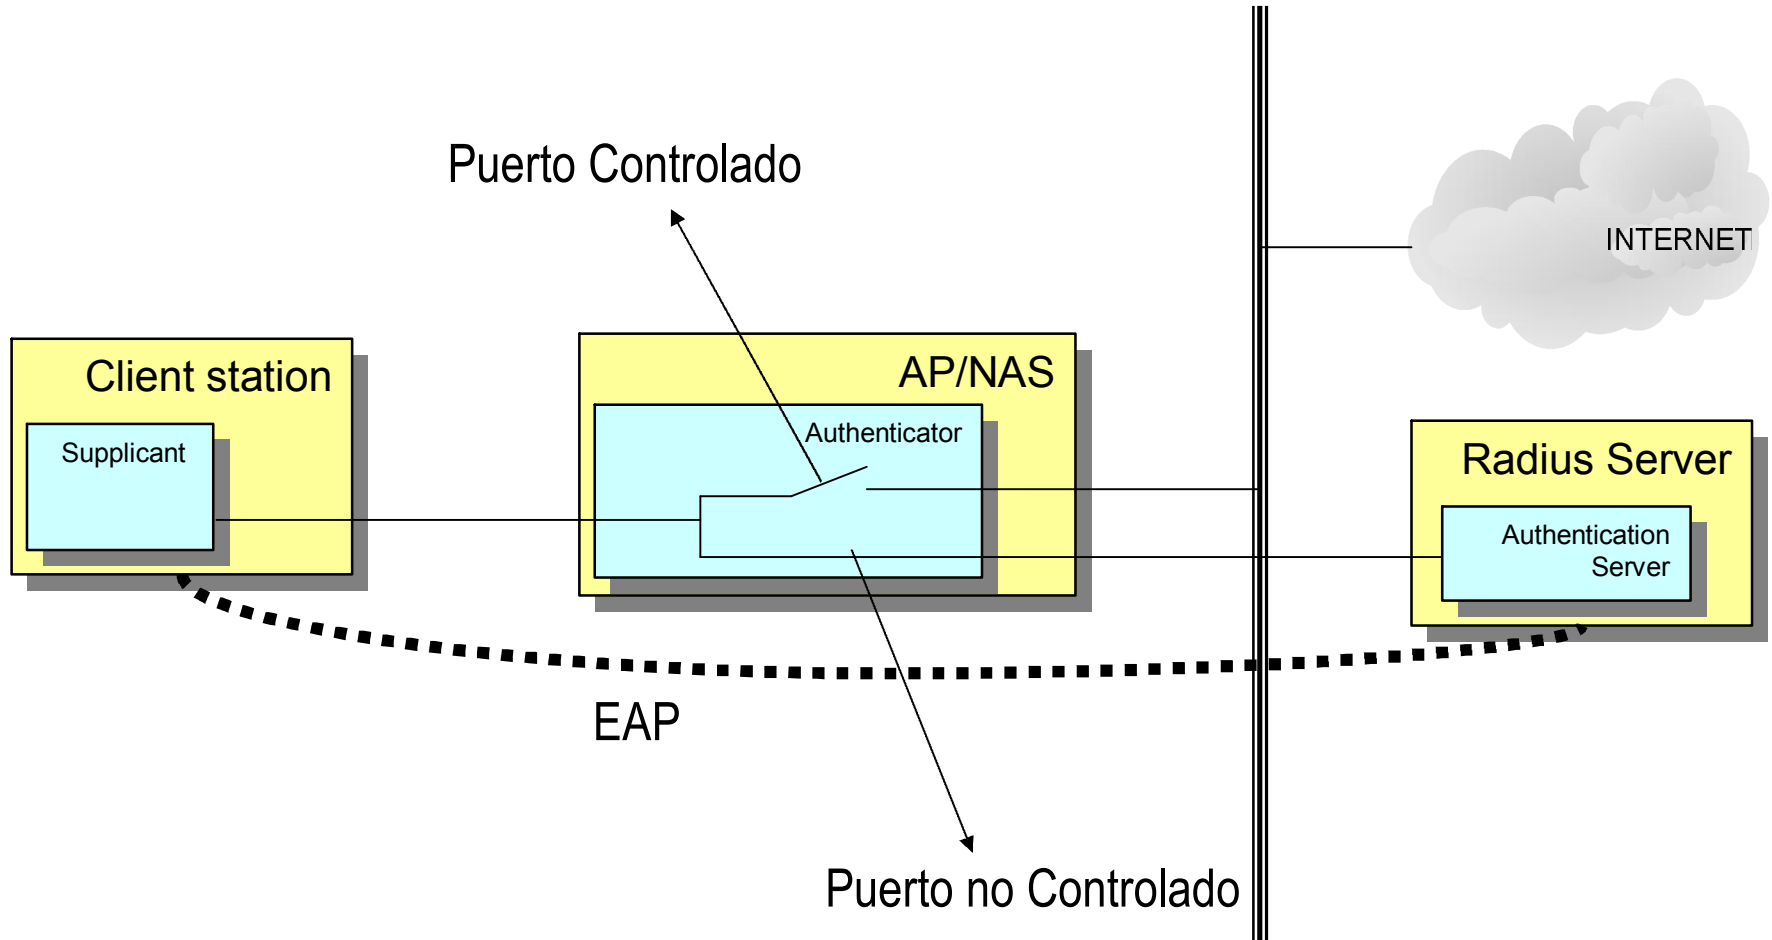 Puerto Controlado
INTERNET
Client station
AP/NAS
Supplicant
Authenticator
Radius Server
Authentication
Server
EAP
Puerto no Controlado